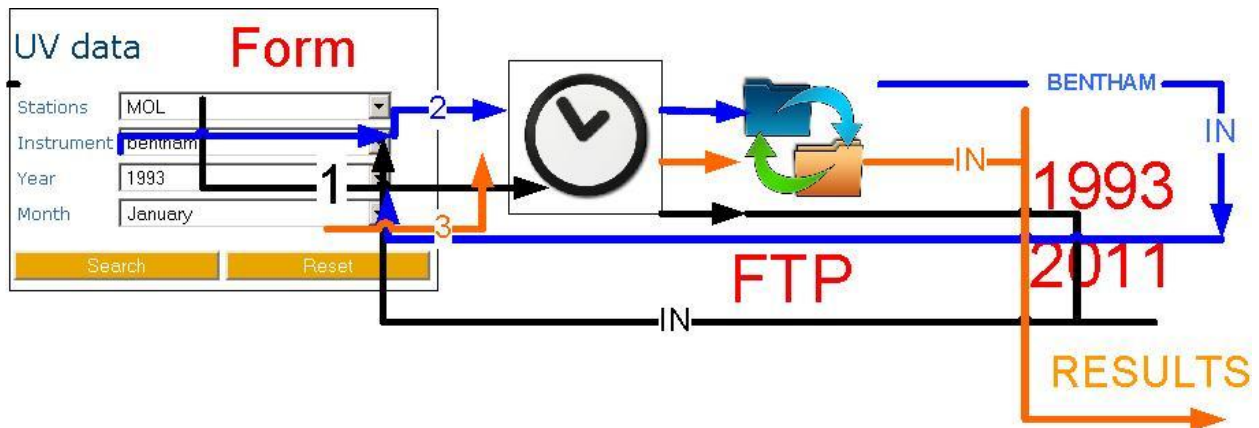 UV data
Form
Stations MOL
Instrument bentham
Year 1993
Month January
Search Reset
1
2
3
BENTHAM
IN
IN
1993
2011
FTP
IN
RESULTS